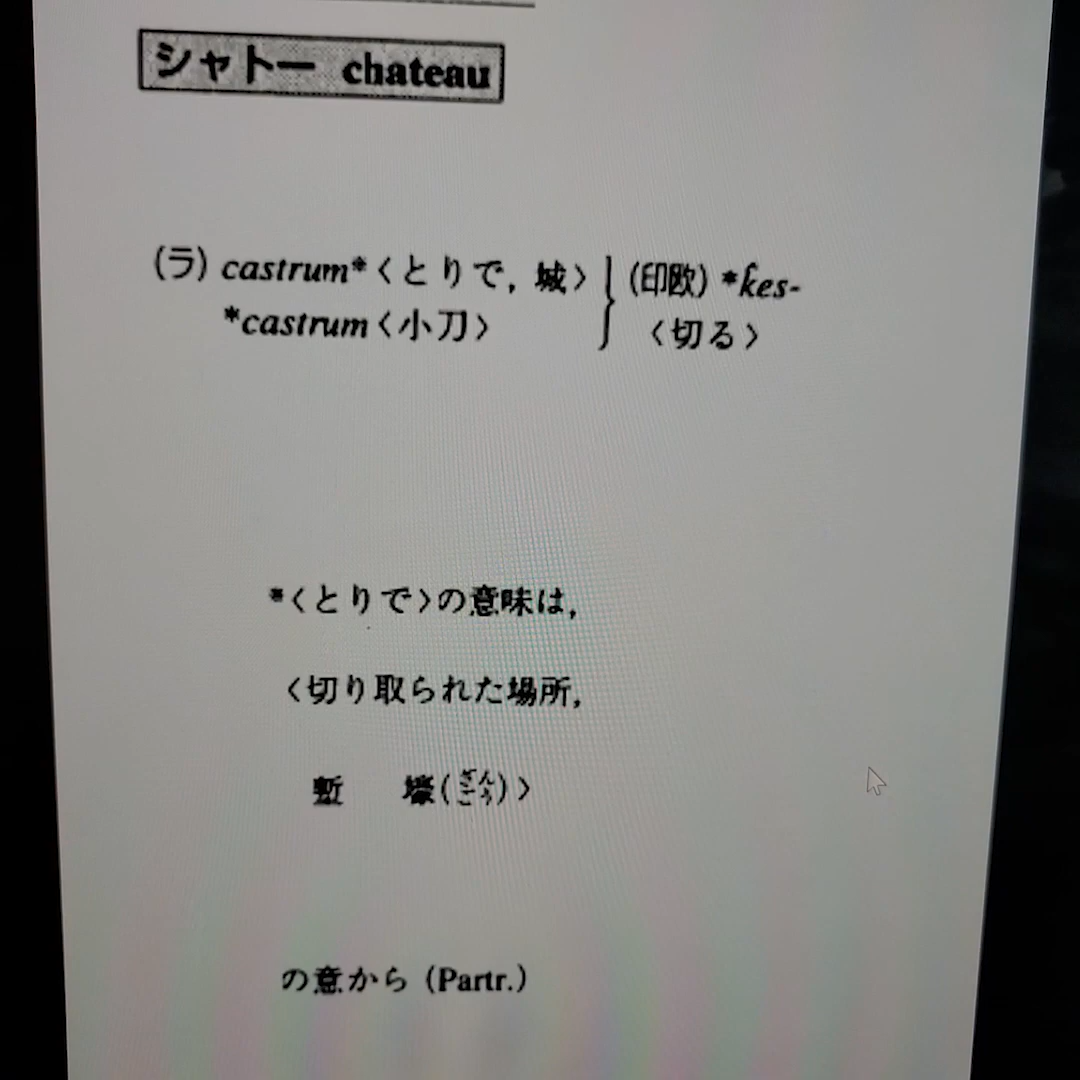 シャトー chateau
(ラ) castrum*〈とりで, 城〉} (印欧) *k̂es-
*castrum〈小刀〉 〈切る〉
*〈とりで〉の意味は,
〈切り取られた場所,
塹 壕(ざんごう)〉
の意から (Partr.)